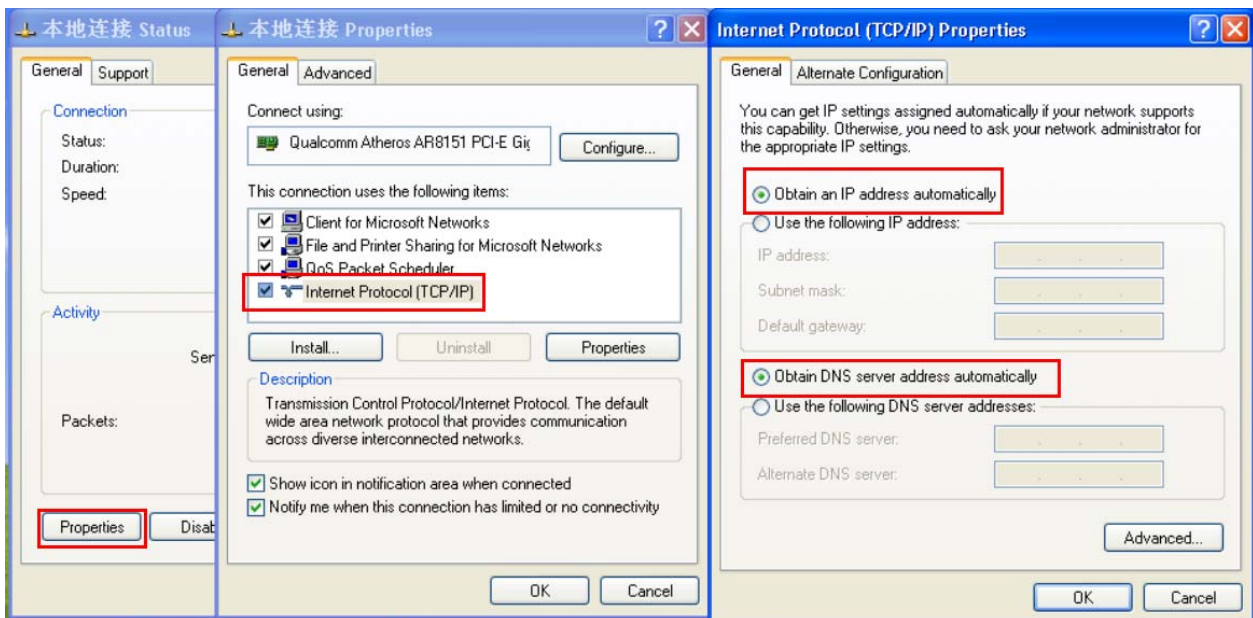 本地连接 Status
General
Support
Connection
Status:
Duration:
Speed:
Activity
Packets:
Properties
本地连接 Properties
General
Advanced
Connect using:
Qualcomm Atheros AR8151 PCI-E
Configure...
This connection uses the following items:
Client for Microsoft Networks
File and Printer Sharing for Microsoft Networks
QoS Packet Scheduler
Internet Protocol (TCP/IP)
Install...
Uninstall
Properties
Description
Transmission Control Protocol/Internet Protocol. The default
wide area network protocol that provides communication
across diverse interconnected networks.
Show icon in notification area when connected
Notify me when this connection has limited or no connectivity
OK
Cancel
Internet Protocol (TCP/IP) Properties
General
Alternate Configuration
You can get IP settings assigned automatically if your network supports
this capability. Otherwise, you need to ask your network administrator for
the appropriate IP settings.
Obtain an IP address automatically
Use the following IP address:
IP address:
Subnet mask:
Default gateway:
Obtain DNS server address automatically
Use the following DNS server addresses:
Preferred DNS server:
Alternate DNS server:
Advanced...
OK
Cancel